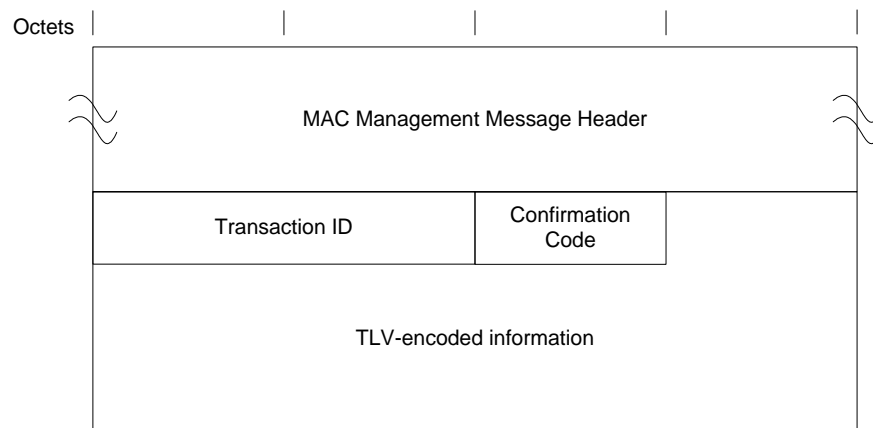 Octets
MAC Management Message Header
Transaction ID
Confirmation
Code
TLV-encoded information